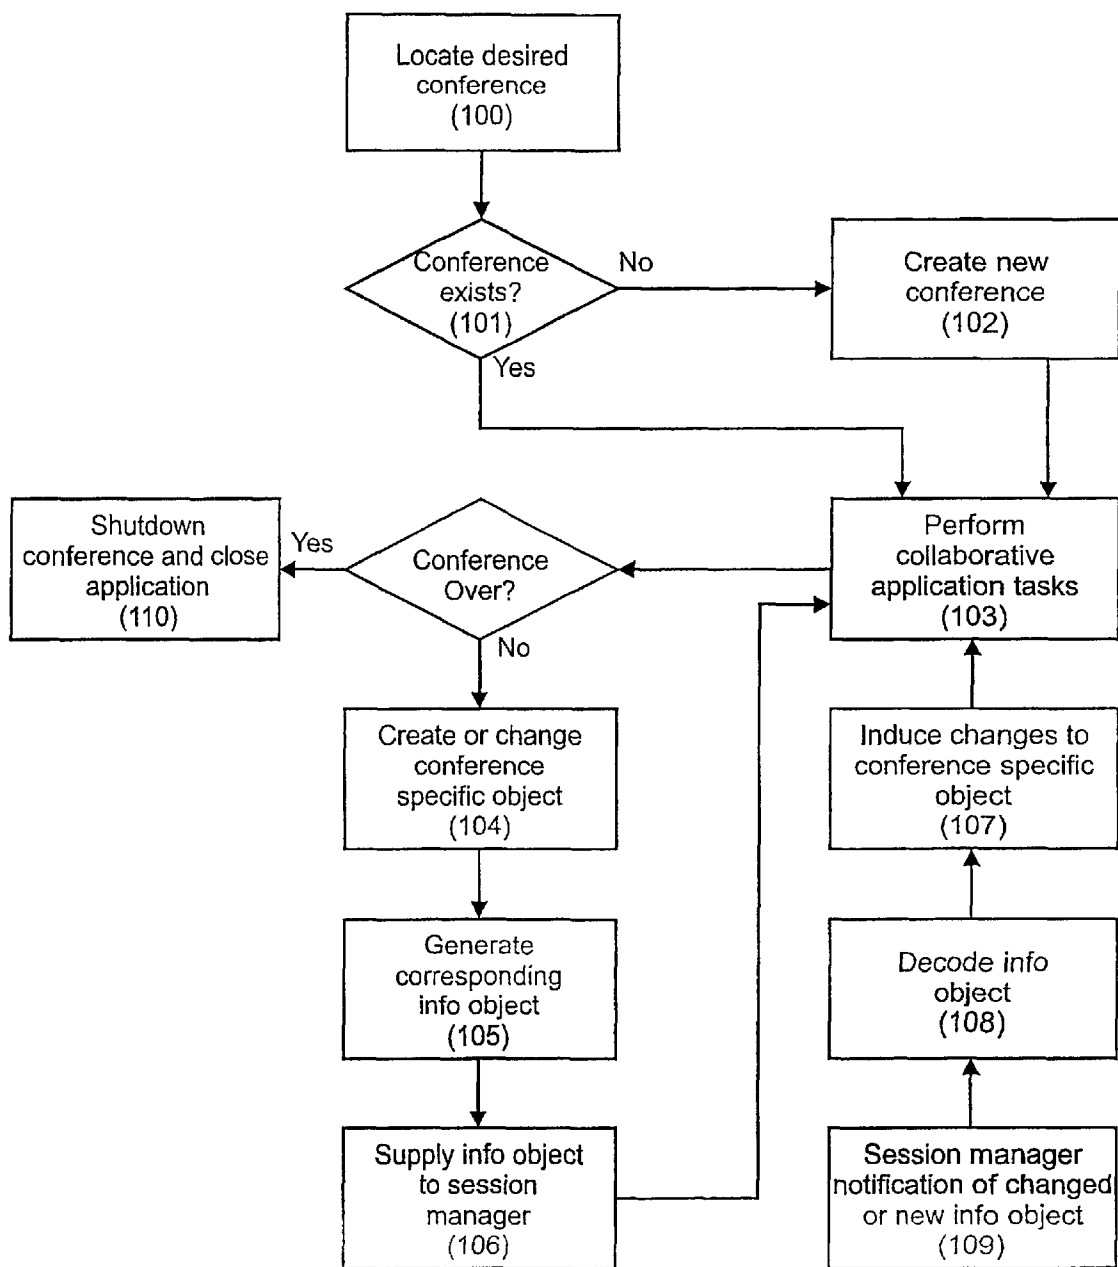 Locate desired
conference
(100)
Conference
exists?
(101)
No
Yes
Create new
conference
(102)
Shutdown
conference and close
application
(110)
Yes
Conference
Over?
No
Perform
collaborative
application tasks
(103)
Create or change
conference
specific object
(104)
Induce changes to
conference specific
object
(107)
Generate
corresponding
info object
(105)
Decode info
object
(108)
Supply info object
to session
manager
(106)
Session manager
notification of changed
or new info object
(109)